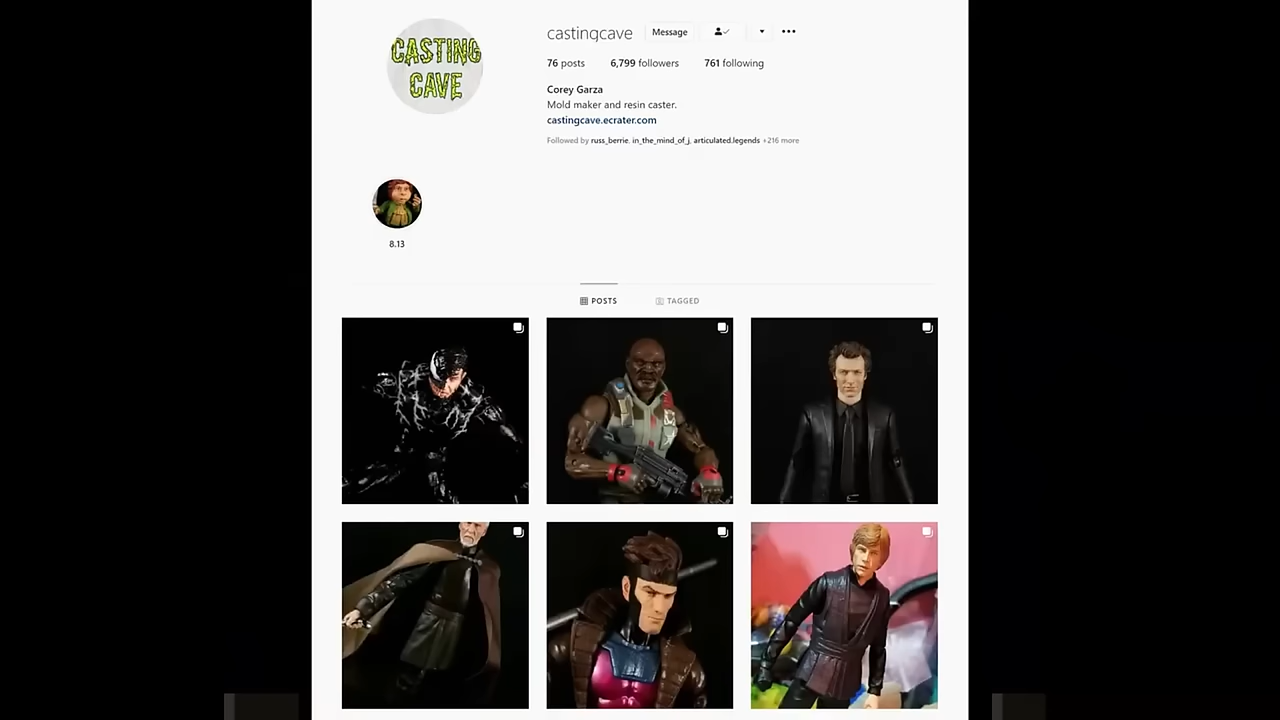 CASTING
CAVE
castingcave Message
76 posts 6,799 followers 761 following
Corey Garza
Mold maker and resin caster.
castingcave.ecrater.com
Followed by russ_berrie, in_the_mind_of_j, articulated.legends +216 more
8.13
POSTS TAGGED